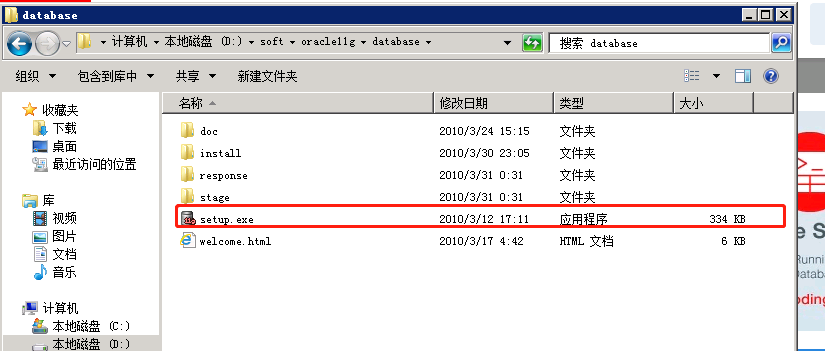 database
计算机 本地磁盘 (D:) soft oracle11g database 搜索 database
组织 包含到库中 共享 新建文件夹
名称 修改日期 类型 大小
收藏夹
下载
桌面
最近访问的位置
库
视频
图片
文档
音乐
计算机
本地磁盘 (C:)
本地磁盘 (D:)
doc 2010/3/24 15:15 文件夹
install 2010/3/30 23:05 文件夹
response 2010/3/31 0:31 文件夹
stage 2010/3/31 0:31 文件夹
setup.exe 2010/3/12 17:11 应用程序 334 KB
welcome.html 2010/3/17 4:42 HTML 文档 6 KB
e S
Runni
Datab
oding